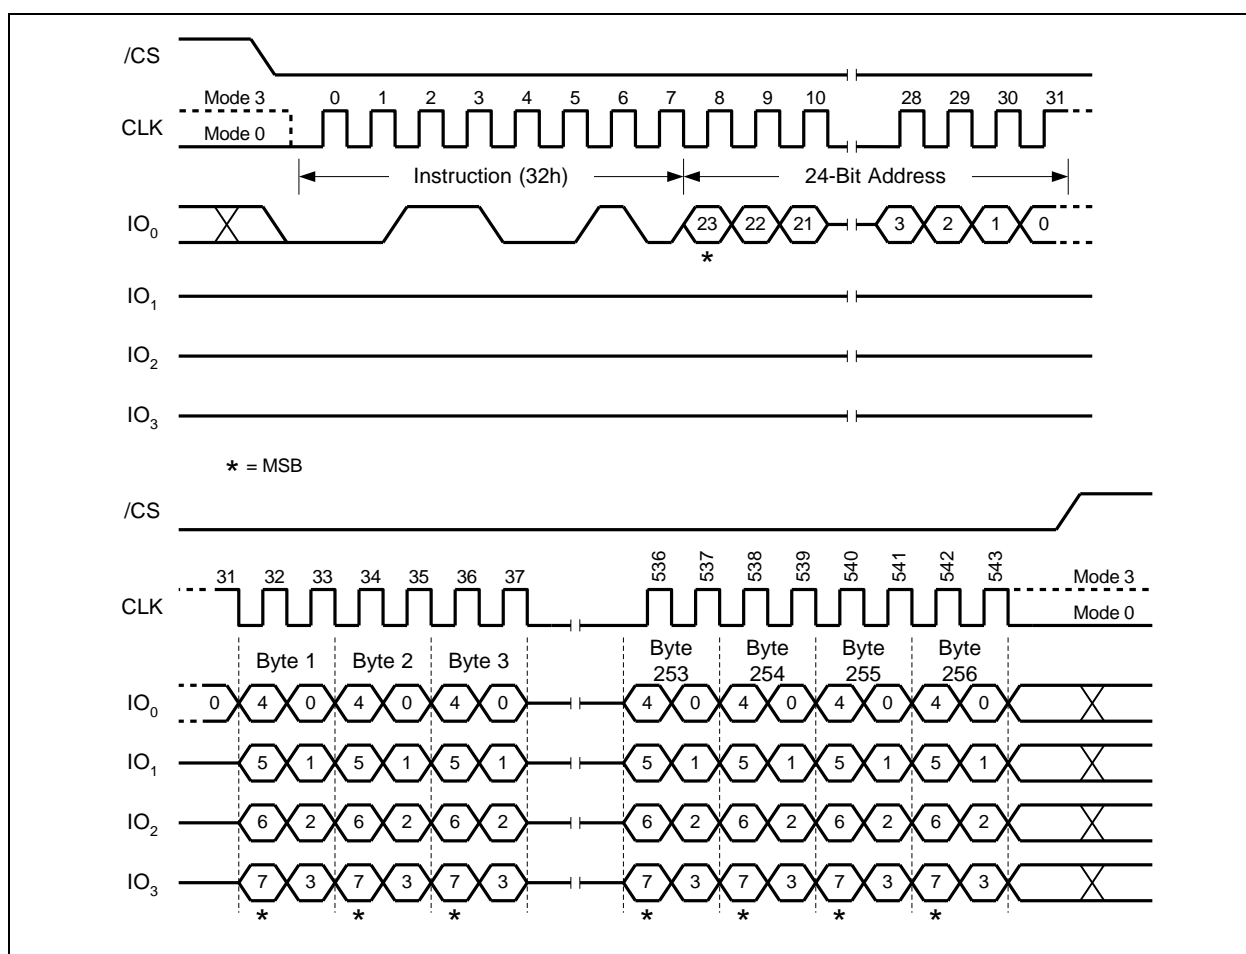 /CS
Mode 3 0 1 2 3 4 5 6 7 8 9 10 28 29 30 31
CLK
Mode 0
Instruction (32h) 24-Bit Address
IO0 23 22 21 3 2 1 0
*
IO1
IO2
IO3
* = MSB
/CS
31 32 33 34 35 36 37 536 537 538 539 540 541 542 543 Mode 3
CLK
Mode 0
Byte 1 Byte 2 Byte 3 Byte 253 Byte 254 Byte 255 Byte 256
IO0 0 4 0 4 0 4 0 4 0 4 0 4 0 4 0
IO1 5 1 5 1 5 1 5 1 5 1 5 1 5 1
IO2 6 2 6 2 6 2 6 2 6 2 6 2 6 2
IO3 7 3 7 3 7 3 7 3 7 3 7 3 7 3
* * * * * * *